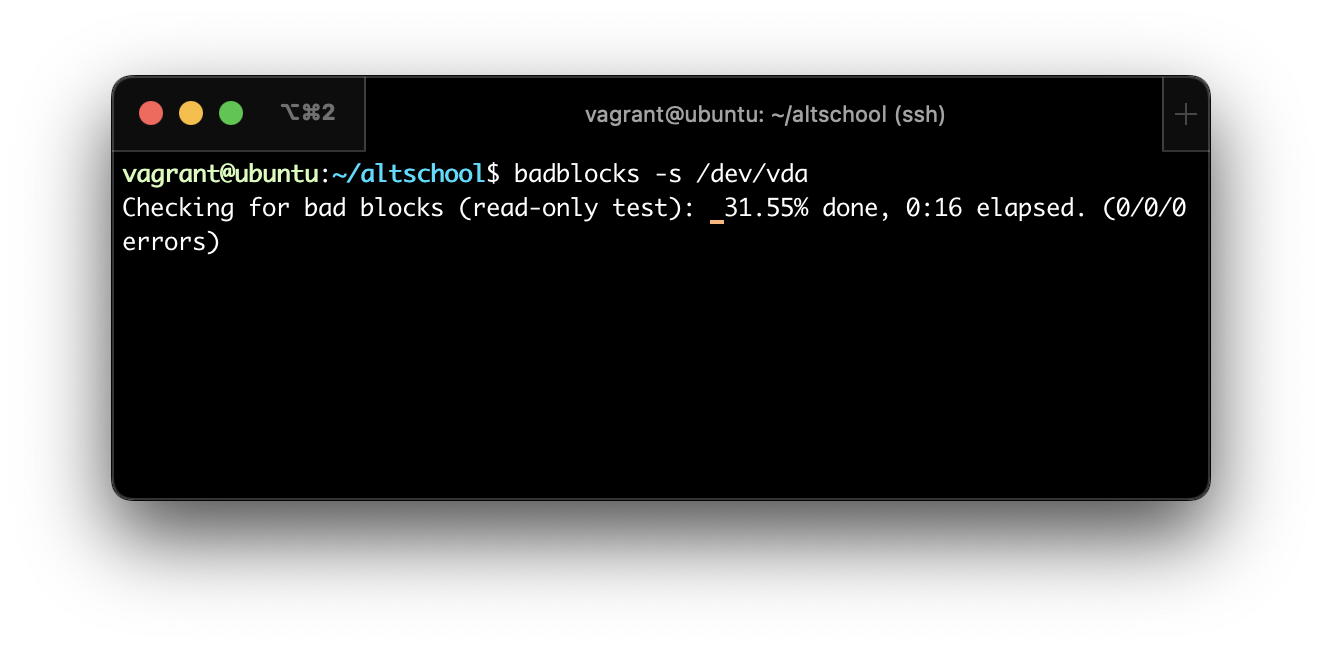 ⌥⌘2
vagrant@ubuntu: ~/altschool (ssh)
vagrant@ubuntu:~/altschool$ badblocks -s /dev/vda
Checking for bad blocks (read-only test): _31.55% done, 0:16 elapsed. (0/0/0
errors)